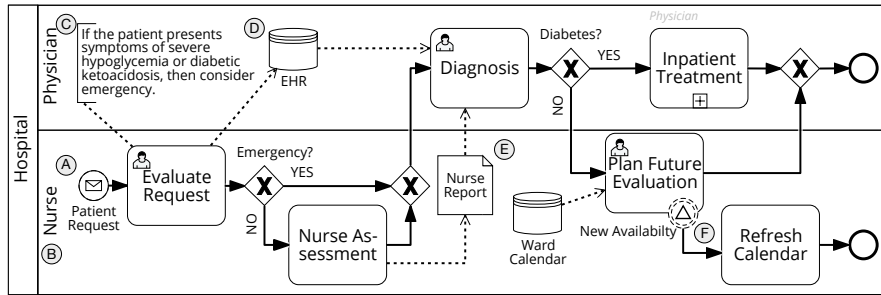 Hospital
Physician
Nurse
C
If the patient presents
symptoms of severe
hypoglycemia or diabetic
ketoacidosis, then consider
emergency.
D
EHR
Diagnosis
Diabetes?
YES
NO
Physician
Inpatient
Treatment
A
Patient
Request
B
Evaluate
Request
Emergency?
YES
NO
Nurse As-
sessment
Nurse
Report
E
Ward
Calendar
Plan Future
Evaluation
New Availabilty
F
Refresh
Calendar